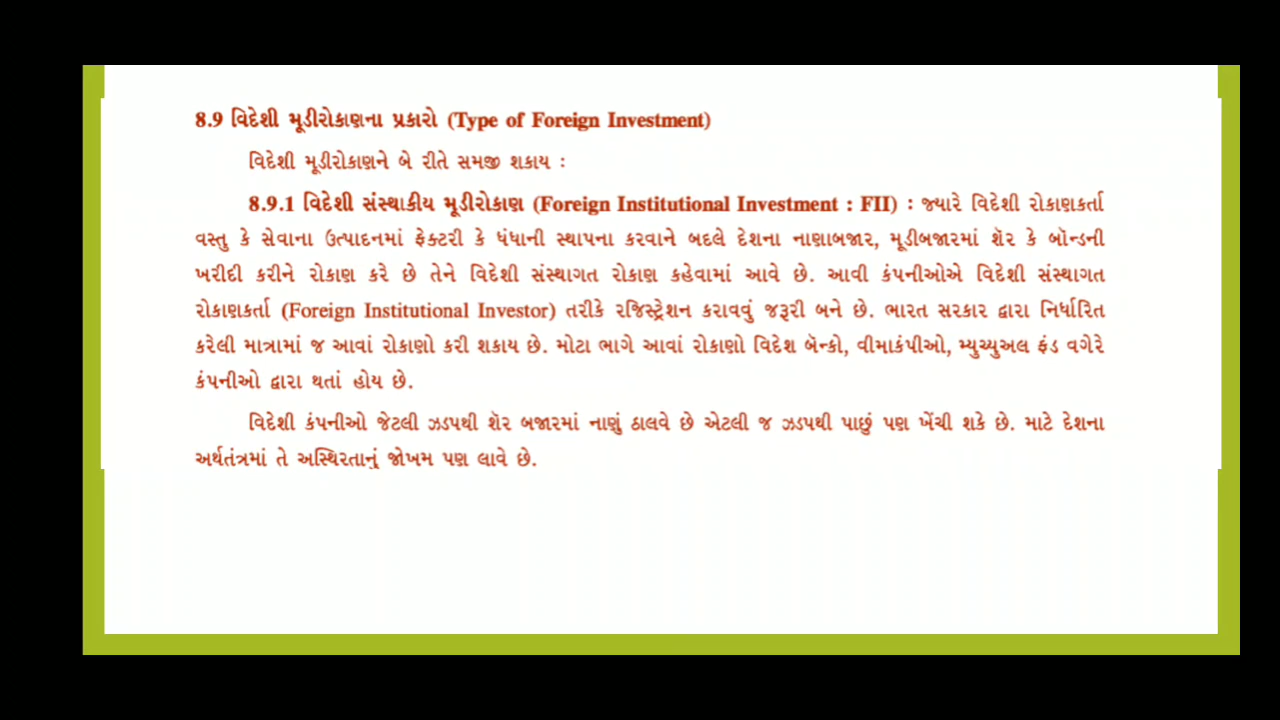 8.9 વિદેશી મૂડીરોકાણના પ્રકારો (Type of Foreign Investment)
વિદેશી મૂડીરોકાણને બે રીતે સમજી શકાય :
8.9.1 વિદેશી સંસ્થાકીય મૂડીરોકાણ (Foreign Institutional Investment : FII) : જ્યારે વિદેશી રોકાણકર્તા
વસ્તુ કે સેવાના ઉત્પાદનમાં ફેક્ટરી કે ધંધાની સ્થાપના કરવાને બદલે દેશના નાણાબજાર, મૂડીબજારમાં શૅર કે બૉન્ડની
ખરીદી કરીને રોકાણ કરે છે તેને વિદેશી સંસ્થાગત રોકાણ કહેવામાં આવે છે. આવી કંપનીઓએ વિદેશી સંસ્થાગત
રોકાણકર્તા (Foreign Institutional Investor) તરીકે રજિસ્ટ્રેશન કરાવવું જરૂરી બને છે. ભારત સરકાર દ્વારા નિર્ધારિત
કરેલી માત્રામાં જ આવાં રોકાણો કરી શકાય છે. મોટા ભાગે આવાં રોકાણો વિદેશ બૅન્કો, વીમાકંપીઓ, મ્યુચ્યુઅલ ફંડ વગેરે
કંપનીઓ દ્વારા થતાં હોય છે.
વિદેશી કંપનીઓ જેટલી ઝડપથી શૅર બજારમાં નાણું ઠાલવે છે એટલી જ ઝડપથી પાછું પણ ખેંચી શકે છે. માટે દેશના
અર્થતંત્રમાં તે અસ્થિરતાનું જોખમ પણ લાવે છે.